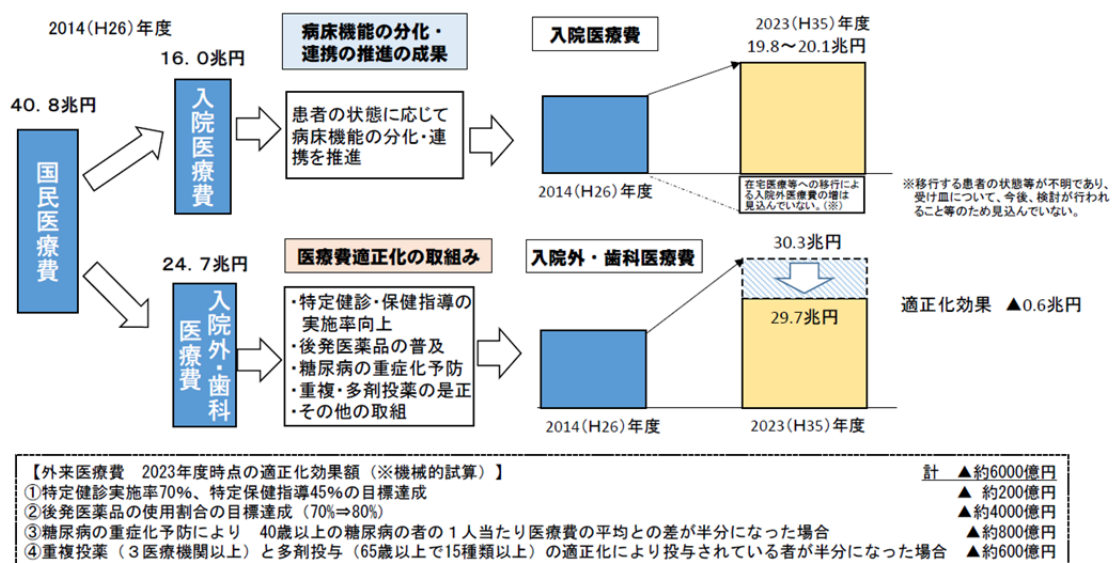 2014(H26)年度
40.8兆円
国民医療費
16.0兆円
入院医療費
病床機能の分化・
連携の推進の成果
患者の状態に応じて
病床機能の分化・連
携を推進
入院医療費
2014(H26)年度
2023(H35)年度
19.8~20.1兆円
在宅医療等への移行によ
る入院外医療費の増は
見込んでいない。(※)
※移行する患者の状態等が不明であり、
受け皿について、今後、検討が行われ
ること等のため見込んでいない。
24.7兆円
入院外・歯科
医療費
医療費適正化の取組み
・特定健診・保健指導の
実施率向上
・後発医薬品の普及
・糖尿病の重症化予防
・重複・多剤投薬の是正
・その他の取組
入院外・歯科医療費
2014(H26)年度
30.3兆円
29.7兆円
2023(H35)年度
適正化効果 ▲0.6兆円
【外来医療費 2023年度時点の適正化効果額(※機械的試算)】 計 ▲約6000億円
①特定健診実施率70%、特定保健指導45%の目標達成 ▲ 約200億円
②後発医薬品の使用割合の目標達成(70%⇒80%) ▲約4000億円
③糖尿病の重症化予防により 40歳以上の糖尿病の者の1人当たり医療費の平均との差が半分になった場合 ▲約800億円
④重複投薬(3医療機関以上)と多剤投与(65歳以上で15種類以上)の適正化により投与されている者が半分になった場合 ▲約600億円